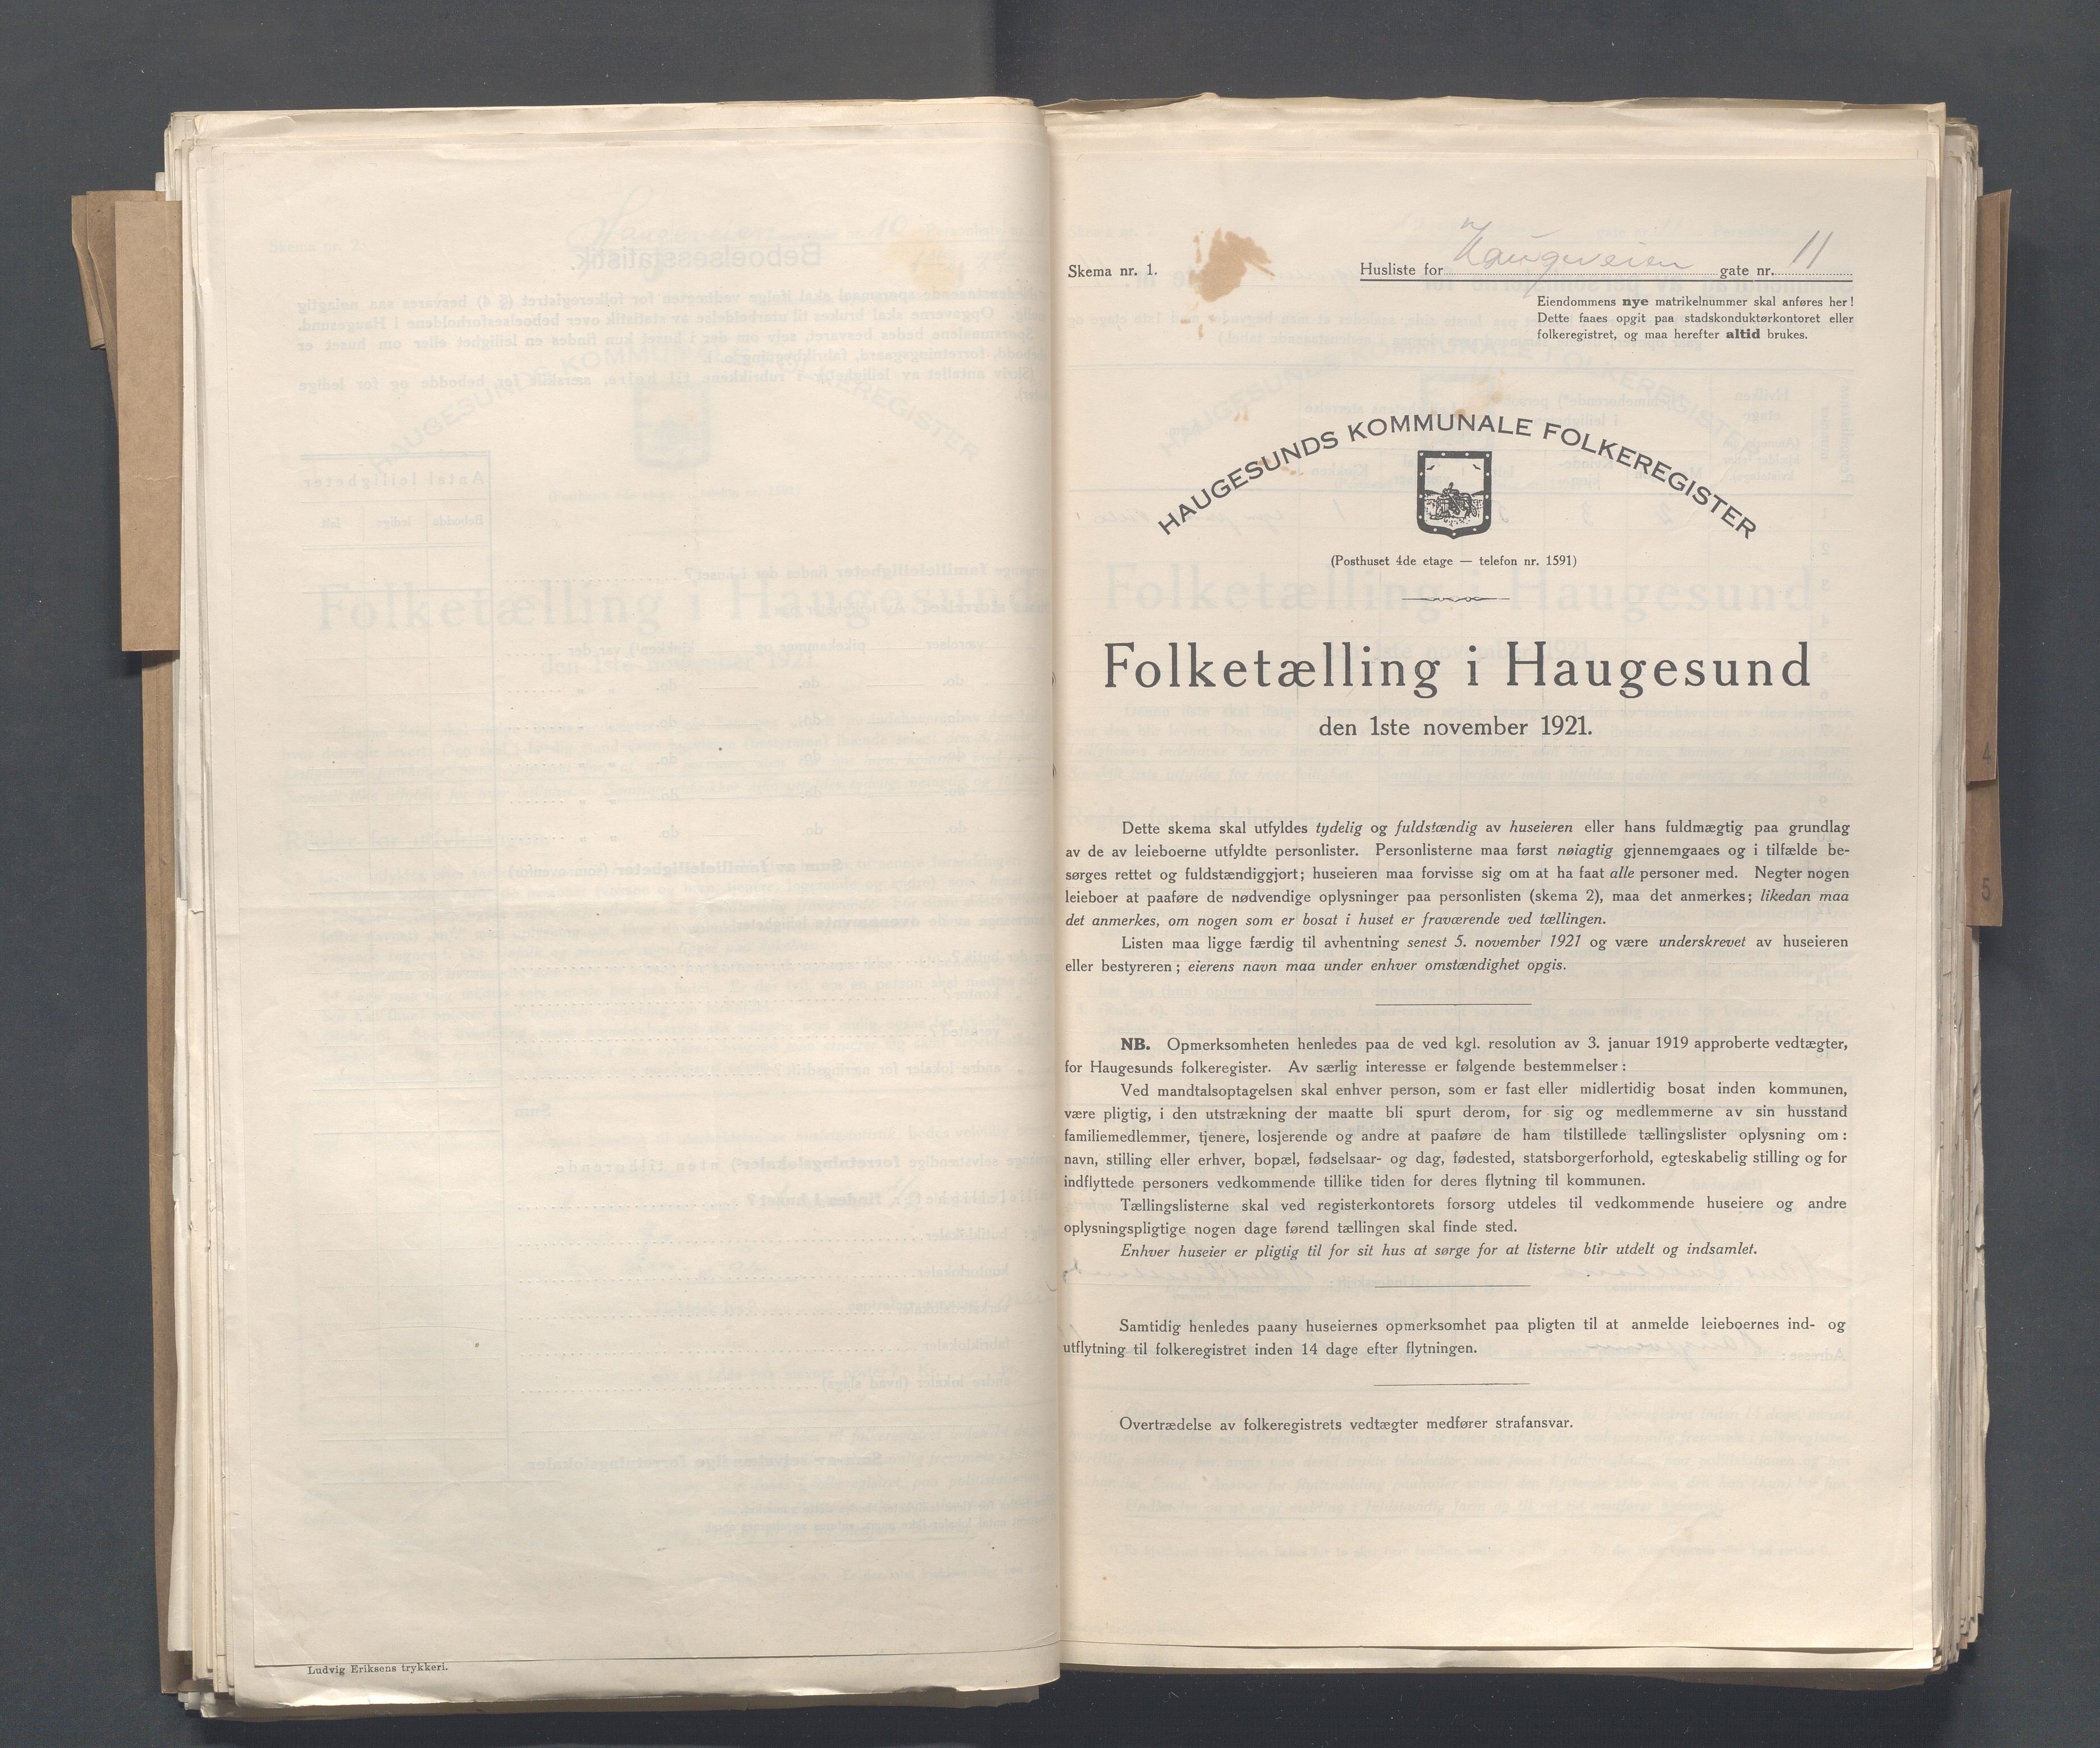 Ludvig Eriksens trykkeri.
Skema nr. 1.
Husliste for Haugeveien gate nr. 11
Eiendommens nye matrikelnummer skal anføres her!
Dette faaes opgit paa stadskonduktørkontoret eller
folkeregistret, og maa herefter altid brukes.
HAUGESUNDS KOMMUNALE FOLKEREGISTER
(Posthuset 4de etage — telefon nr. 1591)
Folketælling i Haugesund
den 1ste november 1921.
Dette skema skal utfyldes tydelig og fuldstændig av huseieren eller hans fuldmægtig paa grundlag
av de av leieboerne utfyldte personlister. Personlisterne maa først nøiagtig gjennemgaaes og i tilfælde be-
sørges rettet og fuldstændiggjort; huseieren maa forvisse sig om at ha faat alle personer med. Negter nogen
leieboer at paaføre de nødvendige oplysninger paa personlisten (skema 2), maa det anmerkes; likedan maa
det anmerkes, om nogen som er bosat i huset er fraværende ved tællingen.
Listen maa ligge færdig til avhentning senest 5. november 1921 og være underskrevet av huseieren
eller bestyreren; eierens navn maa under enhver omstændighet opgis.
NB. Opmerksomheten henledes paa de ved kgl. resolution av 3. januar 1919 approberte vedtægter,
for Haugesunds folkeregister. Av særlig interesse er følgende bestemmelser:
Ved mandtalsoptagelsen skal enhver person, som er fast eller midlertidig bosat inden kommunen,
være pligtig, i den utstrækning der maatte bli spurt derom, for sig og medlemmerne av sin husstand
familiemedlemmer, tjenere, losjerende og andre at paaføre de ham tilstillede tællingslister oplysning om:
navn, stilling eller erhver, bopæl, fødselsaar- og dag, fødested, statsborgerforhold, egteskabelig stilling og for
indflyttede personers vedkommende tillike tiden for deres flytning til kommunen.
Tællingslisterne skal ved registerkontorets forsorg utdeles til vedkommende huseiere og andre
oplysningspligtige nogen dage førend tællingen skal finde sted.
Enhver huseier er pligtig til for sit hus at sørge for at listerne blir utdelt og indsamlet.
Samtidig henledes paany huseiernes opmerksomhet paa pligten til at anmelde leieboernes ind- og
utflytning til folkeregistret inden 14 dage efter flytningen.
Overtrædelse av folkeregistrets vedtægter medfører strafansvar.
4
5